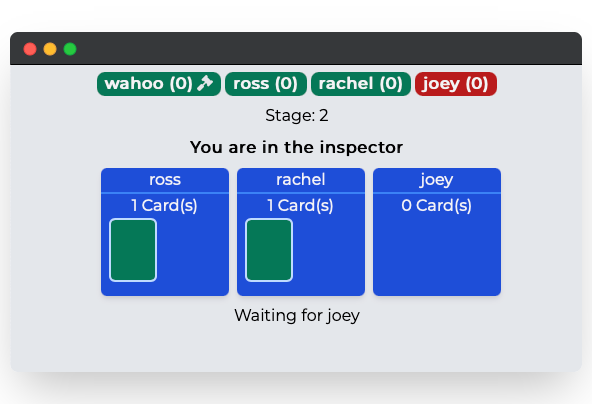 wahoo (0) ross (0) rachel (0) joey (0)
Stage: 2
You are in the inspector
ross rachel joey
1 Card(s) 1 Card(s) 0 Card(s)
Waiting for joey